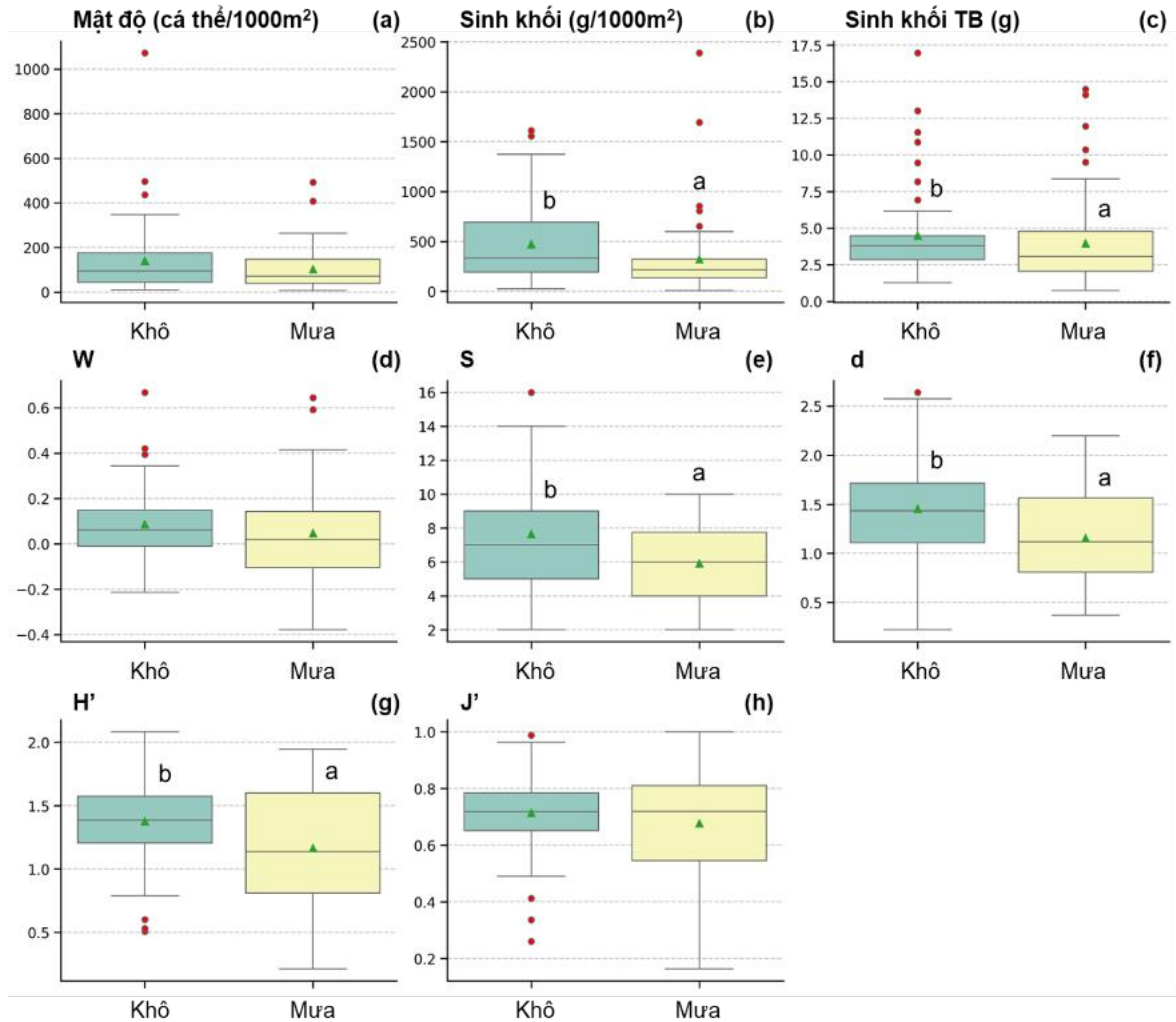 Mật độ (cá thể/1000m²) (a)
1000
800
600
400
200
0
Khô Mưa
Sinh khối (g/1000m²) (b)
2500
2000
1500
1000
500
0
b
a
Khô Mưa
Sinh khối TB (g) (c)
17.5
15.0
12.5
10.0
7.5
5.0
2.5
0.0
b
a
Khô Mưa
W (d)
0.6
0.4
0.2
0.0
−0.2
−0.4
Khô Mưa
S (e)
16
14
12
10
8
6
4
2
b
a
Khô Mưa
d (f)
2.5
2.0
1.5
1.0
0.5
b
a
Khô Mưa
H’ (g)
2.0
1.5
1.0
0.5
b
a
Khô Mưa
J’ (h)
1.0
0.8
0.6
0.4
0.2
Khô Mưa